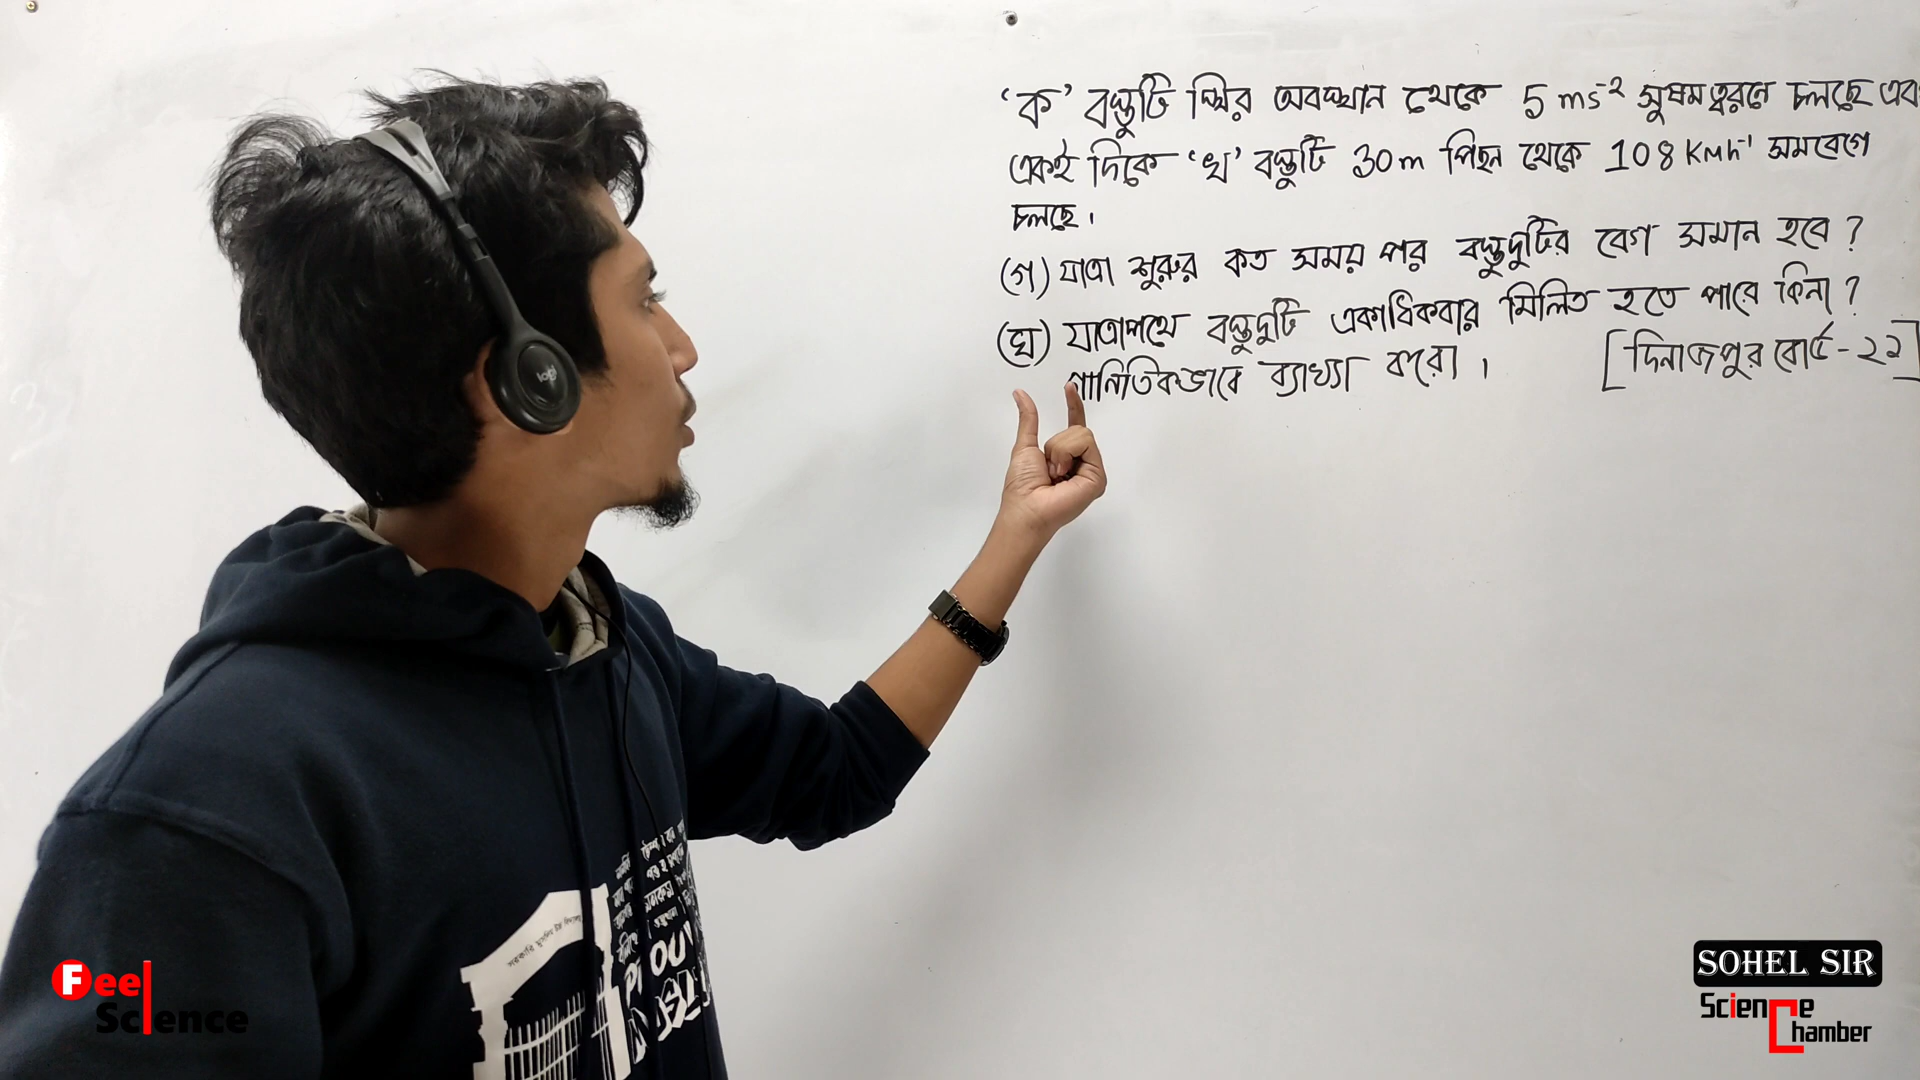 ‘ক’ বস্তুটি স্থির অবস্থান থেকে 5 ms⁻² সুষম ত্বরণে চলছে এব
একই দিকে ‘খ’ বস্তুটি 30m পিছন থেকে 108 Kmh⁻¹ সমবেগে
চলছে।
(গ) যাত্রা শুরুর কত সময় পর বস্তুদুটির বেগ সমান হবে?
(ঘ) যাত্রাপথে বস্তুদুটি একাধিকবার মিলিত হতে পারে কিনা?
গানিতিকভাবে ব্যাখ্যা করো। [দিনাজপুর বোর্ড-২২]
logi
Feel
Science
SOHEL SIR
Science
Chamber